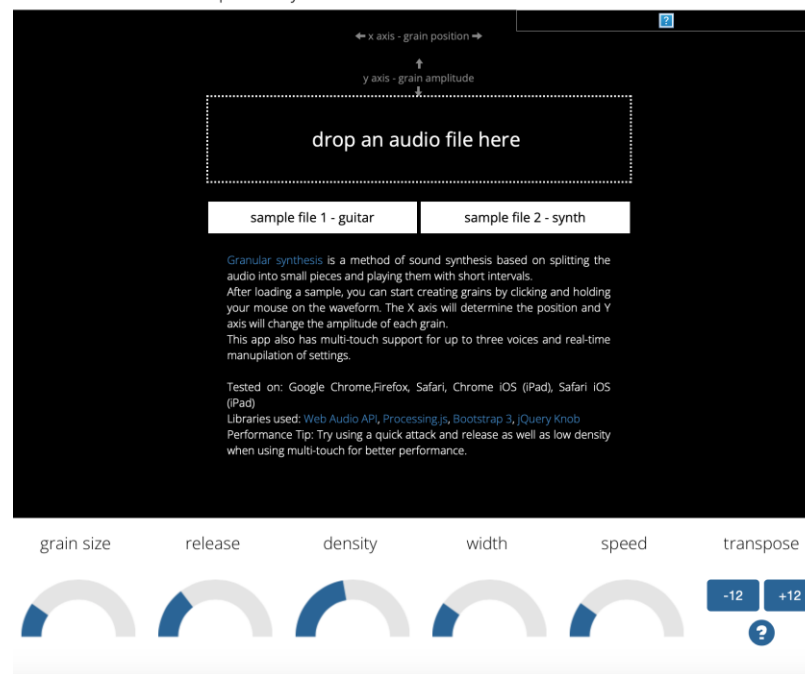 x axis - grain position
y axis - grain amplitude
drop an audio file here
sample file 1 - guitar
sample file 2 - synth
Granular synthesis is a method of sound synthesis based on splitting the
audio into small pieces and playing them with short intervals.
After loading a sample, you can start creating grains by clicking and holding
your mouse on the waveform. The X axis will determine the position and Y
axis will change the amplitude of each grain.
This app also has multi-touch support for up to three voices and real-time
manupilation of settings.
Tested on: Google Chrome,Firefox, Safari, Chrome iOS (iPad), Safari iOS
(iPad)
Libraries used: Web Audio API, Processing.js, Bootstrap 3, jQuery Knob
Performance Tip: Try using a quick attack and release as well as low density
when using multi-touch for better performance.
grain size
release
density
width
speed
transpose
-12
+12
?